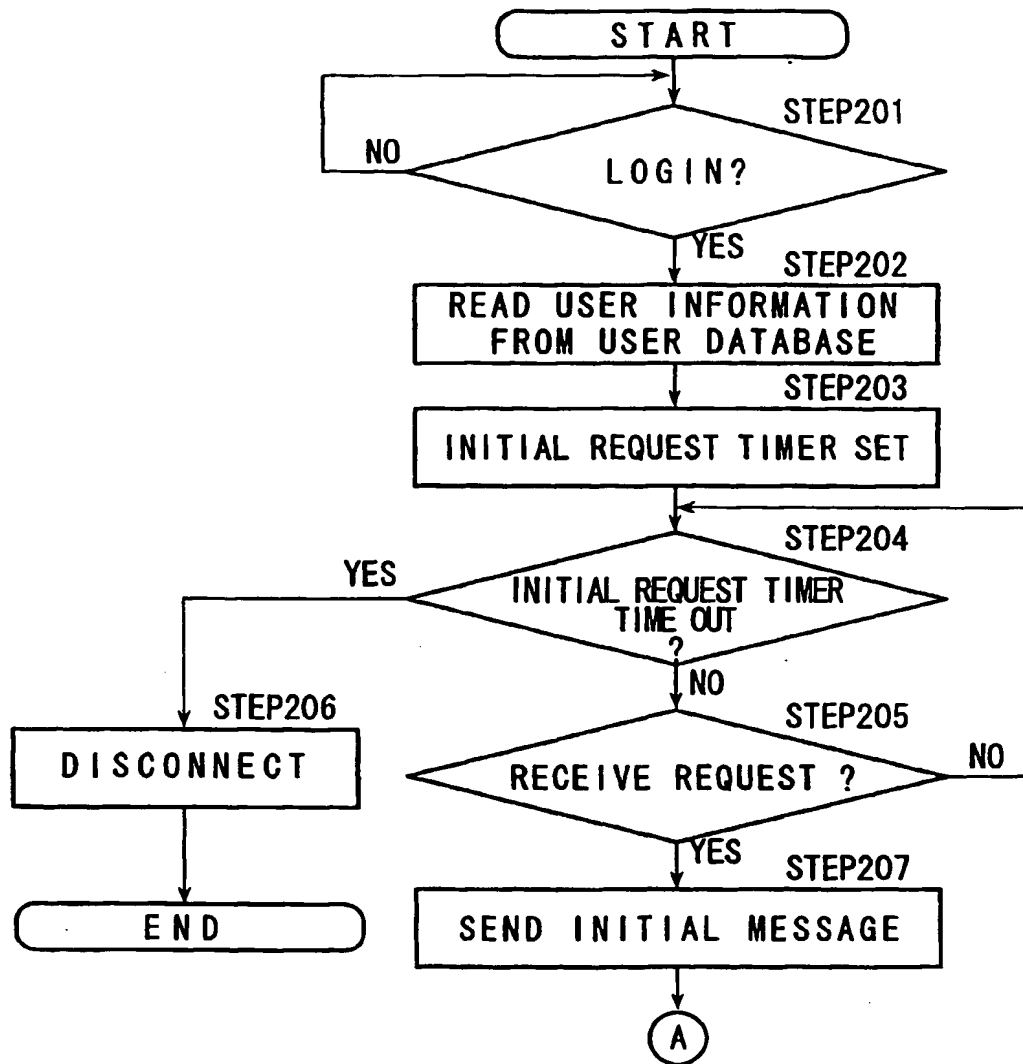 START
STEP201
NO
LOGIN?
YES
STEP202
READ USER INFORMATION
FROM USER DATABASE
STEP203
INITIAL REQUEST TIMER SET
STEP204
YES
INITIAL REQUEST TIMER
TIME OUT
?
NO
STEP206
STEP205
DISCONNECT
RECEIVE REQUEST ?
NO
YES
STEP207
END
SEND INITIAL MESSAGE
A